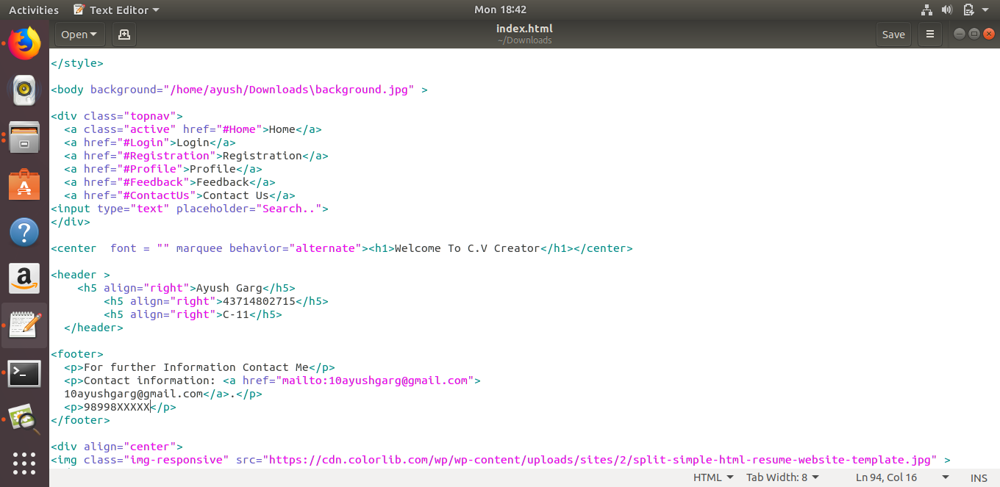 Activities Text Editor Mon 18:42
Open index.html Save
~/Downloads
</style>
<body background="/home/ayush/Downloads\background.jpg" >
<div class="topnav">
<a class="active" href="#Home">Home</a>
<a href="#Login">Login</a>
<a href="#Registration">Registration</a>
<a href="#Profile">Profile</a>
<a href="#Feedback">Feedback</a>
<a href="#ContactUs">Contact Us</a>
<input type="text" placeholder="Search..">
</div>
<center  font = "" marquee behavior="alternate"><h1>Welcome To C.V Creator</h1></center>
<header >
<h5 align="right">Ayush Garg</h5>
<h5 align="right">43714802715</h5>
<h5 align="right">C-11</h5>
</header>
<footer>
<p>For further Information Contact Me</p>
<p>Contact information: <a href="mailto:10ayushgarg@gmail.com">
10ayushgarg@gmail.com</a>.</p>
<p>98998XXXXX</p>
</footer>
<div align="center">
<img class="img-responsive" src="https://cdn.colorlib.com/wp/wp-content/uploads/sites/2/split-simple-html-resume-website-template.jpg" >
HTML Tab Width: 8 Ln 94, Col 16 INS